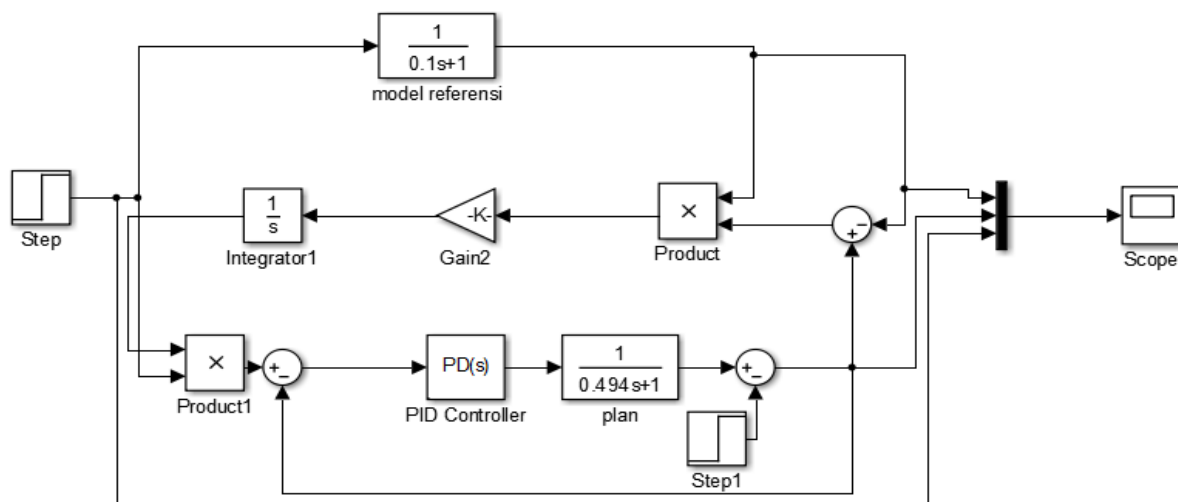 1
0.1s+1
model referensi
Step
1
s
Integrator1
-K-
Gain2
×
Product
+ −
Scope
×
Product1
+ −
PD(s)
PID Controller
1
0.494s+1
plan
+ −
Step1